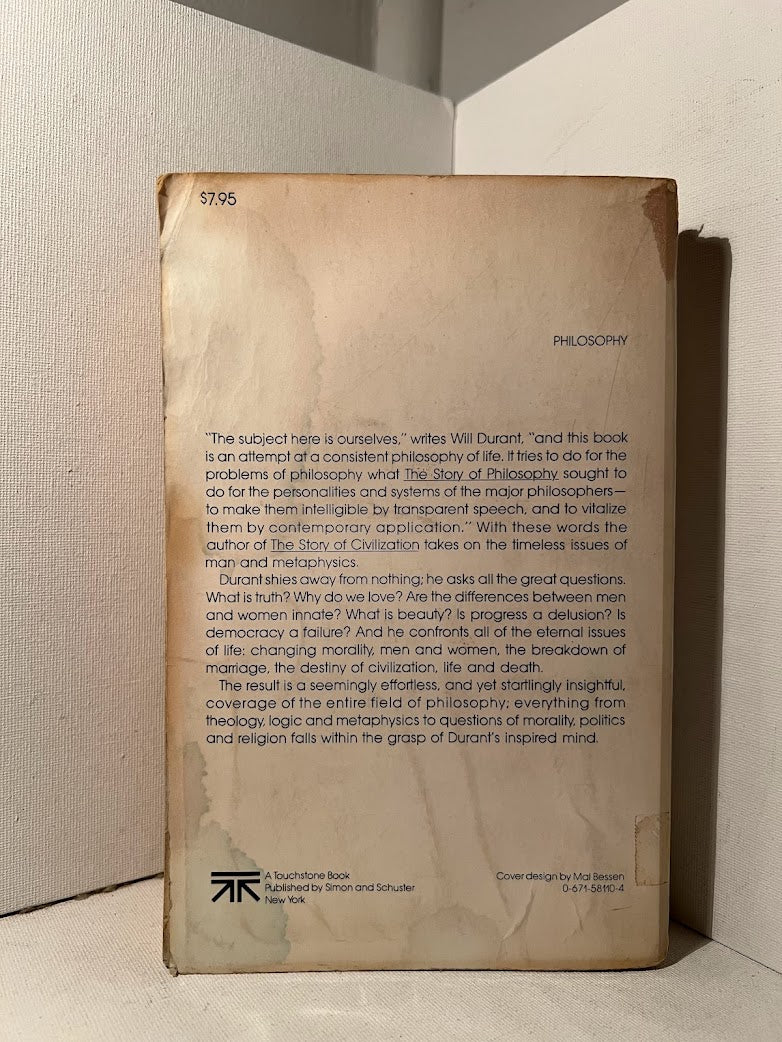 $7.95
PHILOSOPHY
"The subject here is ourselves," writes Will Durant, "and this book
is an attempt at a consistent philosophy of life. It tries to do for the
problems of philosophy what The Story of Philosophy sought to
do for the personalities and systems of the major philosophers—
to make them intelligible by transparent speech, and to vitalize
them by contemporary application." With these words the
author of The Story of Civilization takes on the timeless issues of
man and metaphysics.
Durant shies away from nothing; he asks all the great questions.
What is truth? Why do we love? Are the differences between men
and women innate? What is beauty? Is progress a delusion? Is
democracy a failure? And he confronts all of the eternal issues
of life: changing morality, men and women, the breakdown of
marriage, the destiny of civilization, life and death.
The result is a seemingly effortless, and yet startlingly insightful,
coverage of the entire field of philosophy; everything from
theology, logic and metaphysics to questions of morality, politics
and religion falls within the grasp of Durant's inspired mind.
A Touchstone Book
Published by Simon and Schuster
New York
Cover design by Mal Bessen
0-671-58110-4